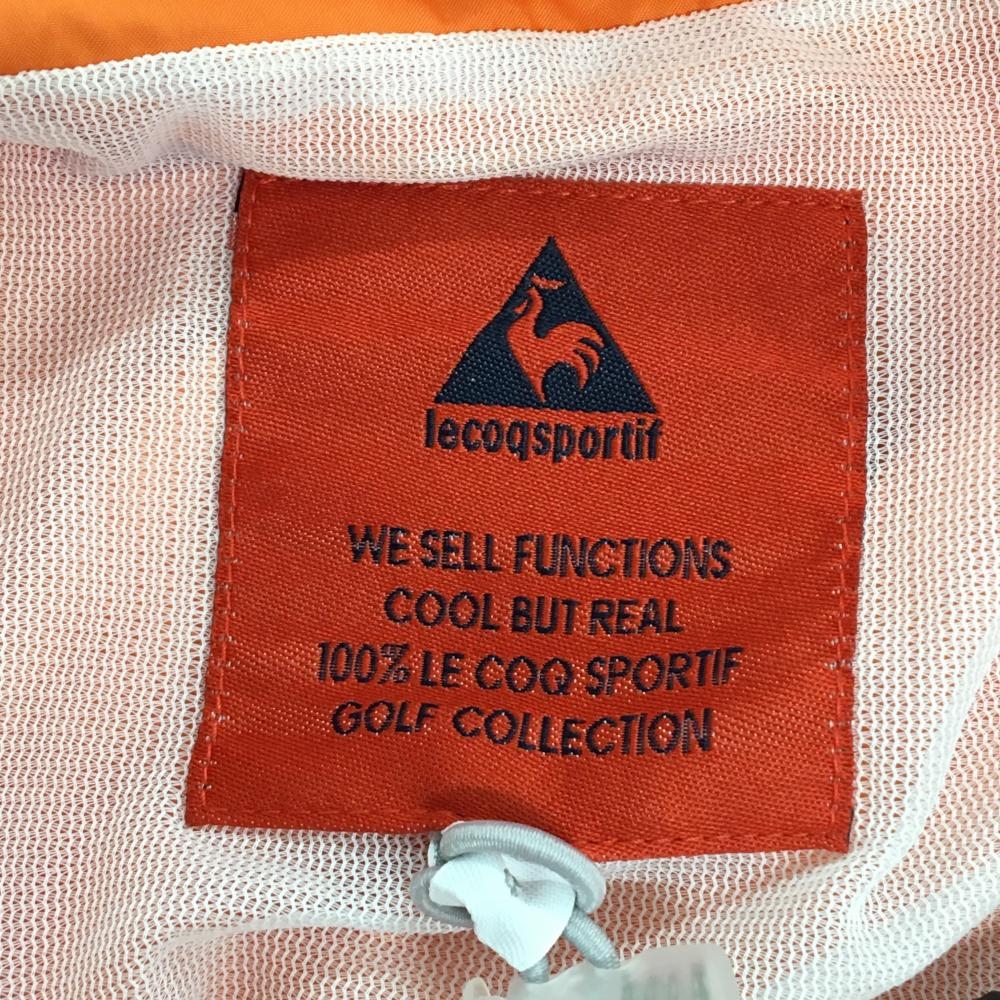 lecoqsportif
WE SELL FUNCTIONS
COOL BUT REAL
100% LE COQ SPORTIF
GOLF COLLECTION